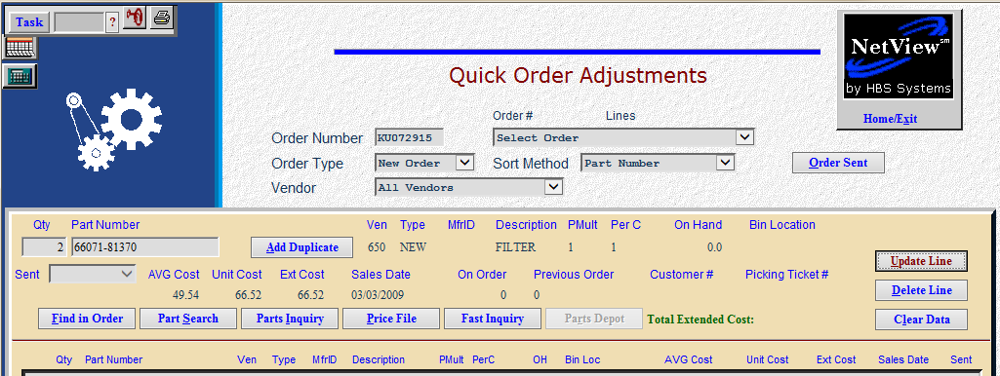 Task ?
NetView℠
by HBS Systems
Home/Exit
Quick Order Adjustments
Order # Lines
Order Number KU072915 Select Order
Order Type New Order Sort Method Part Number Order Sent
Vendor All Vendors
Qty Part Number Ven Type MfrID Description PMult Per C On Hand Bin Location
2 66071-81370 Add Duplicate 650 NEW FILTER 1 1 0.0
Update Line
Sent AVG Cost Unit Cost Ext Cost Sales Date On Order Previous Order Customer # Picking Ticket #
49.54 66.52 66.52 03/03/2009 0 0
Delete Line
Find in Order Part Search Parts Inquiry Price File Fast Inquiry Parts Depot Total Extended Cost: Clear Data
Qty Part Number Ven Type MfrID Description PMult PerC OH Bin Loc AVG Cost Unit Cost Ext Cost Sales Date Sent